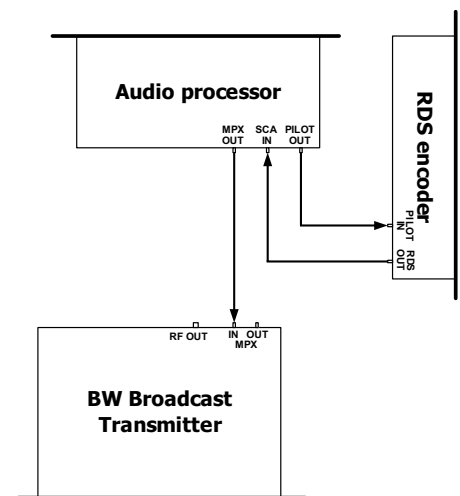 Audio processor
MPX SCA PILOT
OUT IN OUT
RDS encoder
PILOT
IN
RDS
OUT
RF OUT IN OUT
MPX
BW Broadcast
Transmitter